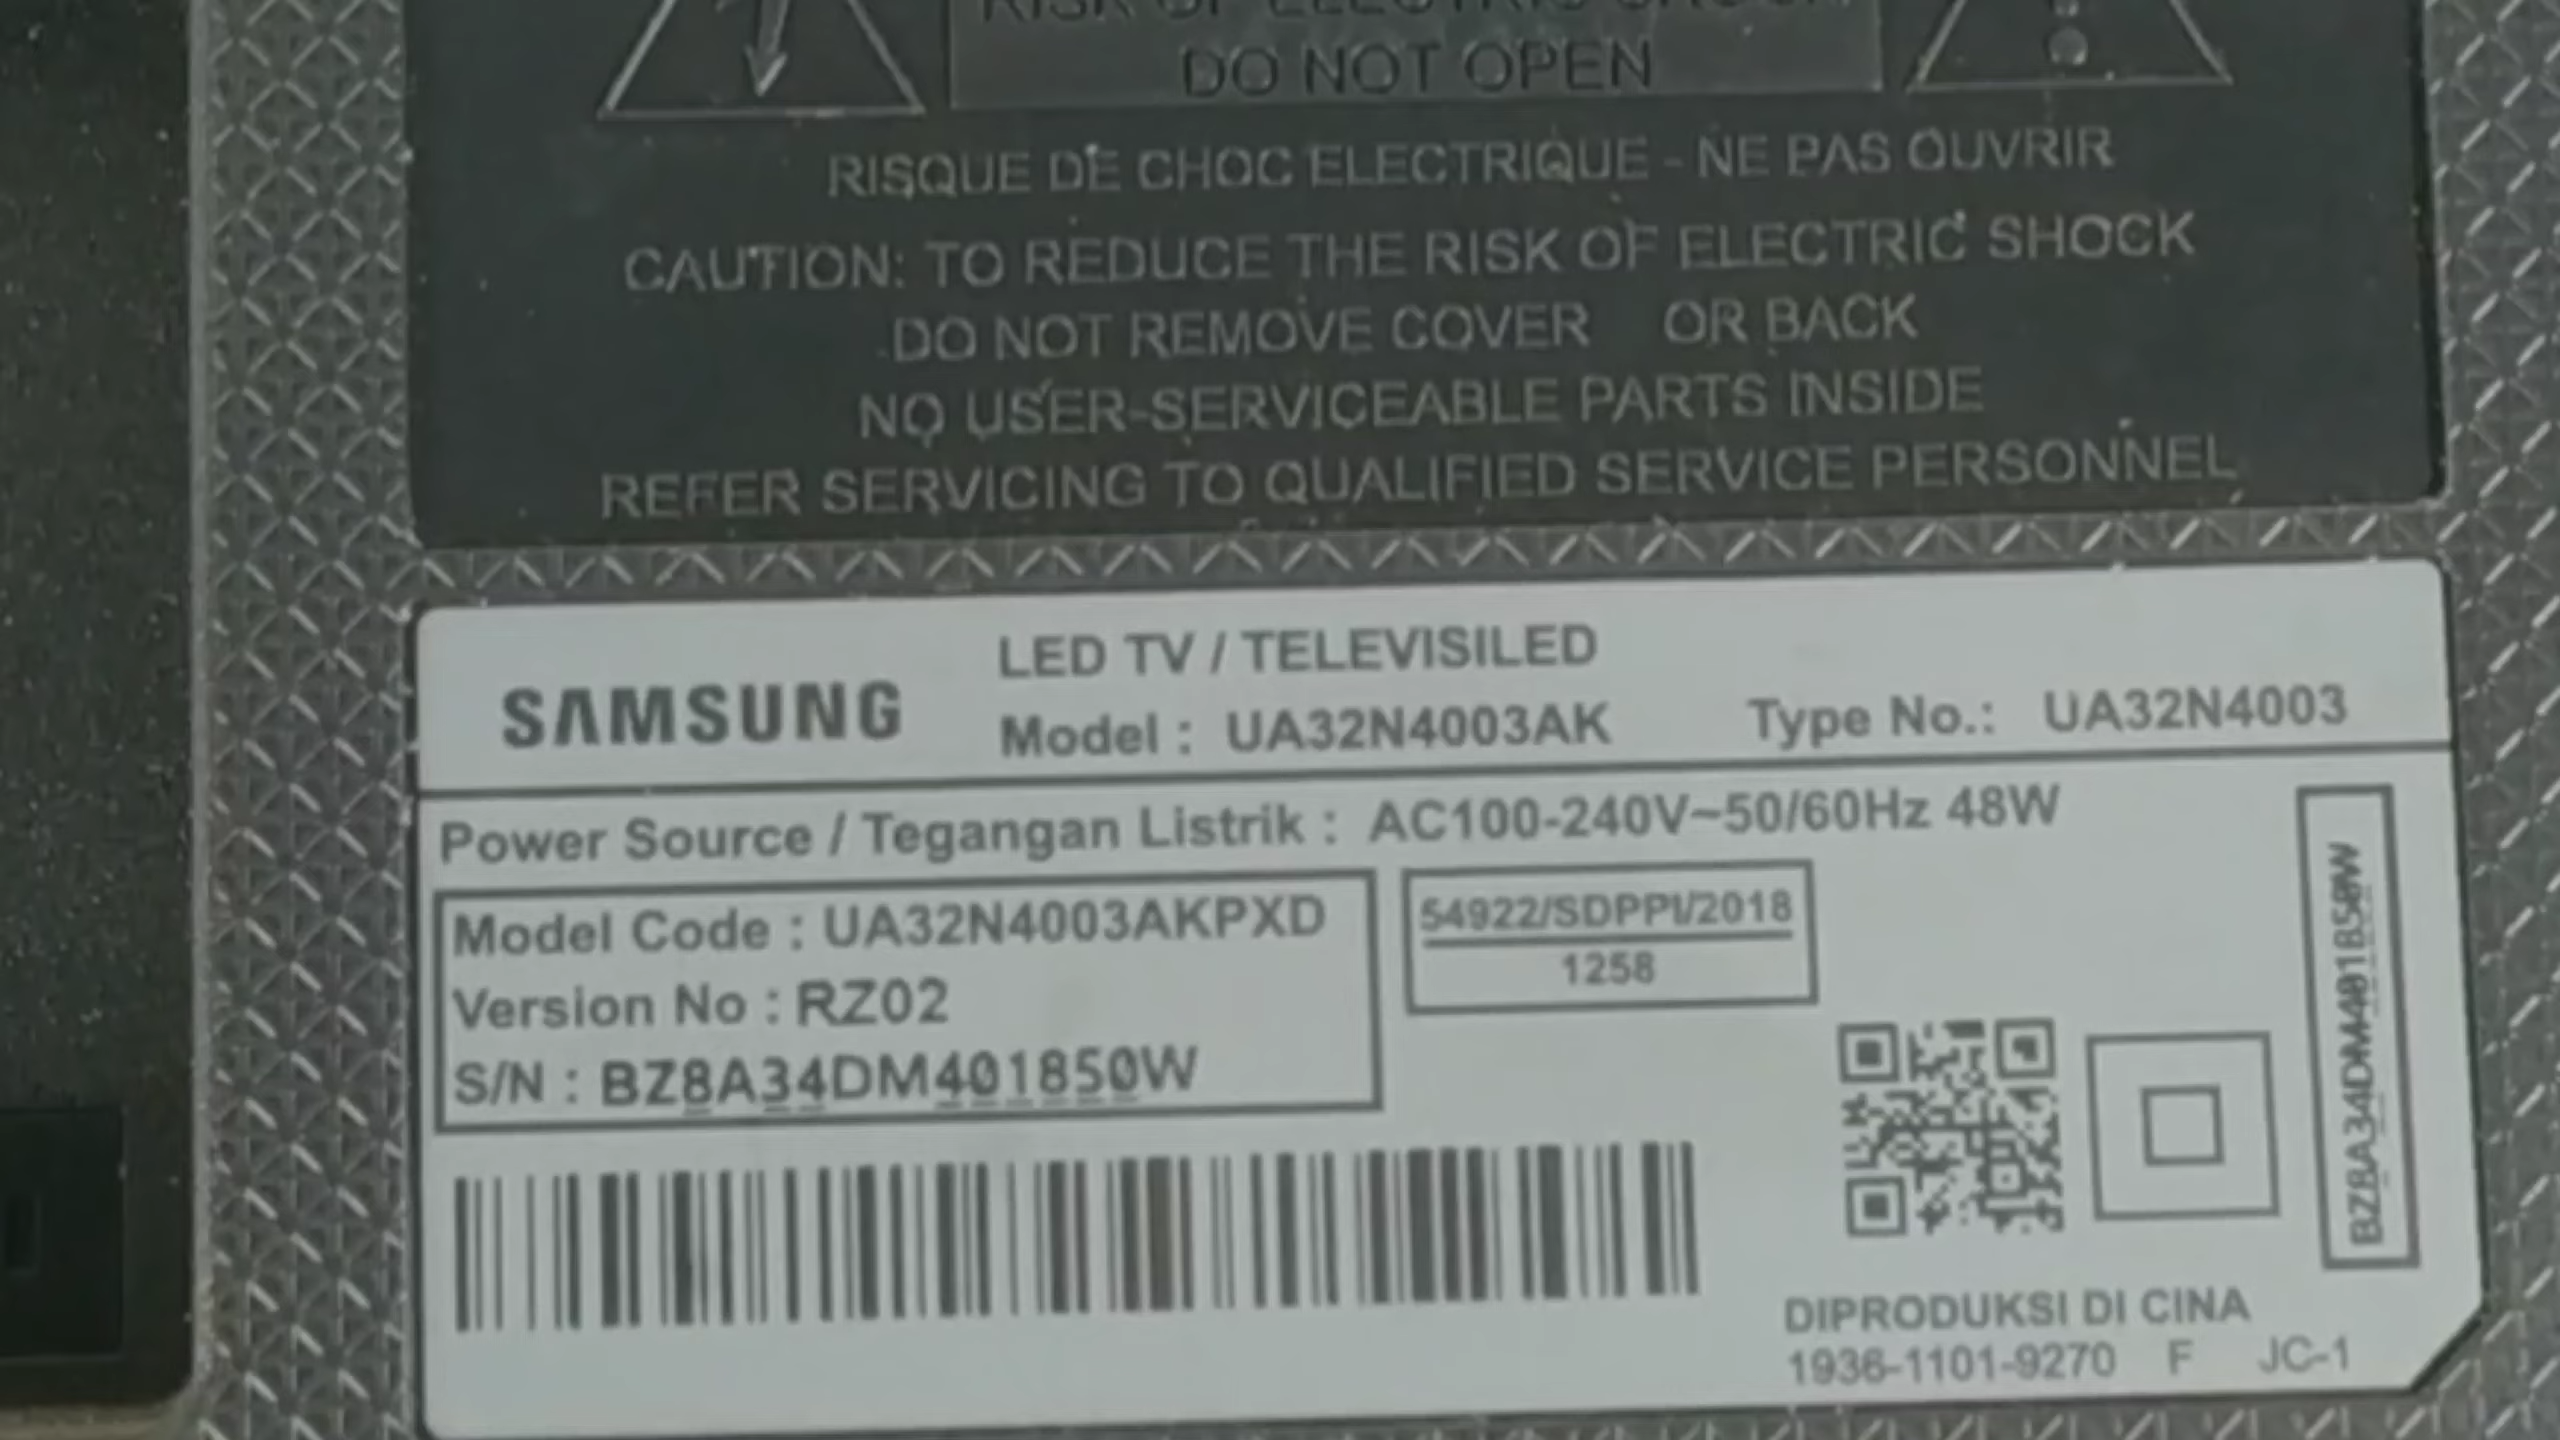 RISK OF ELECTRIC SHOCK
DO NOT OPEN
RISQUE DE CHOC ELECTRIQUE - NE PAS OUVRIR
CAUTION: TO REDUCE THE RISK OF ELECTRIC SHOCK
DO NOT REMOVE COVER OR BACK
NO USER-SERVICEABLE PARTS INSIDE
REFER SERVICING TO QUALIFIED SERVICE PERSONNEL
SAMSUNG
LED TV / TELEVISILED
Model : UA32N4003AK Type No.: UA32N4003
Power Source / Tegangan Listrik : AC100-240V~50/60Hz 48W
Model Code : UA32N4003AKPXD
Version No : RZ02
S/N : BZ8A34DM401850W
54922/SDPPI/2018
1258
BZ8A34DM401850W
DIPRODUKSI DI CINA
1936-1101-9270 F JC-1